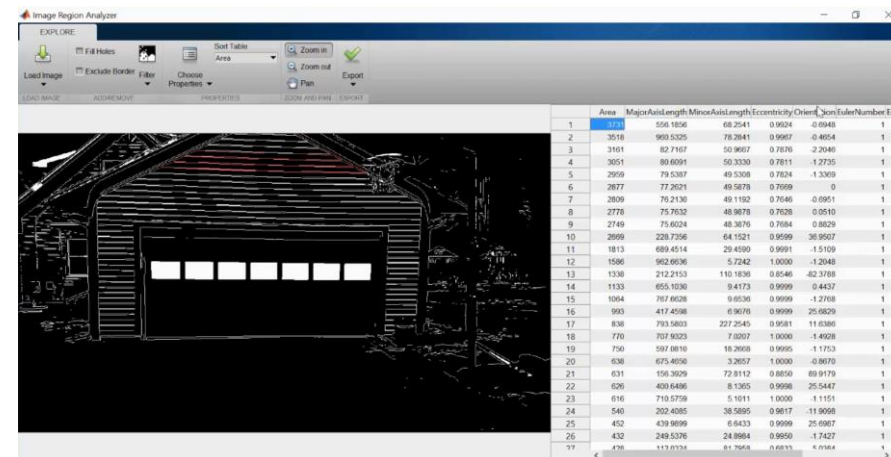 Image Region Analyzer
EXPLORE
Load Image
Fill Holes
Exclude Border
Filter
Choose Properties
Sort Table
Area
Zoom in
Zoom out
Pan
Export
LOAD IMAGE ADD/REMOVE PROPERTIES ZOOM AND PAN EXPORT
Area MajorAxisLength MinorAxisLength Eccentricity Orientation EulerNumber E
1 3731 556.1856 68.2541 0.9924 -0.6948 1
2 3518 960.5325 78.2841 0.9967 -0.4654 1
3 3161 82.7167 50.9667 0.7876 -2.2046 1
4 3051 80.6091 50.3330 0.7811 -1.2735 1
5 2959 79.5387 49.5308 0.7824 -1.3369 1
6 2877 77.2621 49.5878 0.7669 0 1
7 2809 76.2130 49.1192 0.7646 -0.6951 1
8 2778 75.7632 48.9878 0.7628 0.0510 1
9 2749 75.6024 48.3876 0.7684 0.8829 1
10 2669 228.7356 64.1521 0.9599 36.9507 1
11 1813 689.4514 29.4590 0.9991 -1.5109 1
12 1586 962.6636 5.7242 1.0000 -1.2048 1
13 1338 212.2153 110.1836 0.8546 -82.3788 1
14 1133 655.1030 9.4173 0.9999 0.4437 1
15 1064 767.6628 9.6536 0.9999 -1.2768 1
16 993 417.4598 6.9076 0.9999 25.6829 1
17 838 793.5803 227.2545 0.9581 11.6386 1
18 770 707.9323 7.0207 1.0000 -1.4928 1
19 750 597.0810 18.2668 0.9995 -1.1753 1
20 638 675.4650 3.2657 1.0000 -0.8670 1
21 631 156.3929 72.8112 0.8850 89.9179 1
22 626 400.6486 8.1365 0.9998 25.5447 1
23 616 710.5759 5.1011 1.0000 -1.1151 1
24 540 202.4085 38.5895 0.9817 -11.9098 1
25 452 439.9899 6.6433 0.9999 25.6987 1
26 432 249.5376 24.8984 0.9950 -1.7427 1